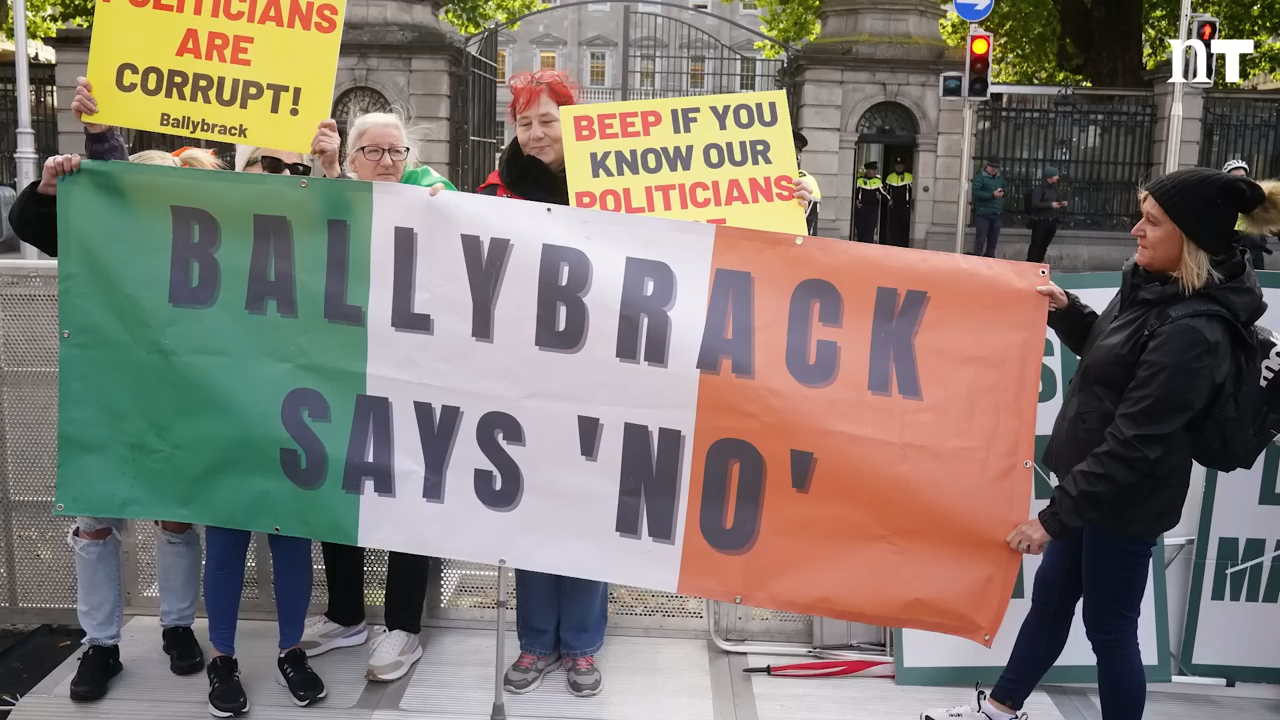 POLITICIANS
ARE
CORRUPT!
Ballybrack
BEEP IF YOU
KNOW OUR
POLITICIANS
nT
BALLYBRACK
SAYS 'NO'